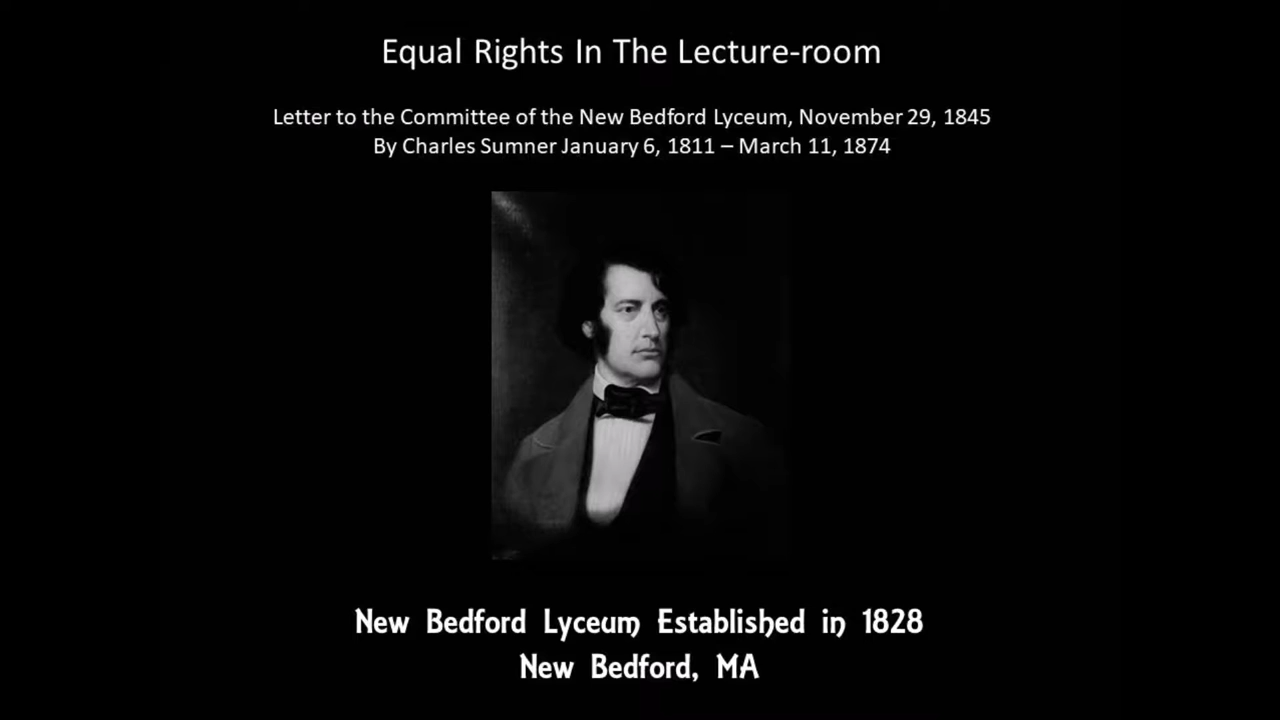 Equal Rights In The Lecture-room
Letter to the Committee of the New Bedford Lyceum, November 29, 1845
By Charles Sumner January 6, 1811 – March 11, 1874
New Bedford Lyceum Established in 1828
New Bedford, MA